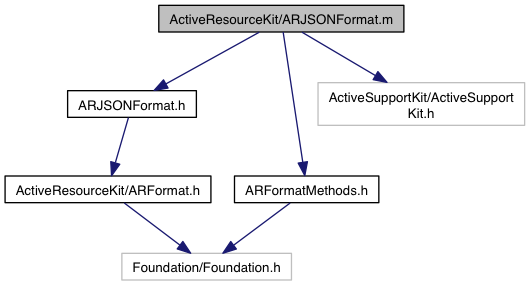 ActiveResourceKit/ARJSONFormat.m
ARJSONFormat.h
ActiveSupportKit/ActiveSupport
Kit.h
ActiveResourceKit/ARFormat.h
ARFormatMethods.h
Foundation/Foundation.h